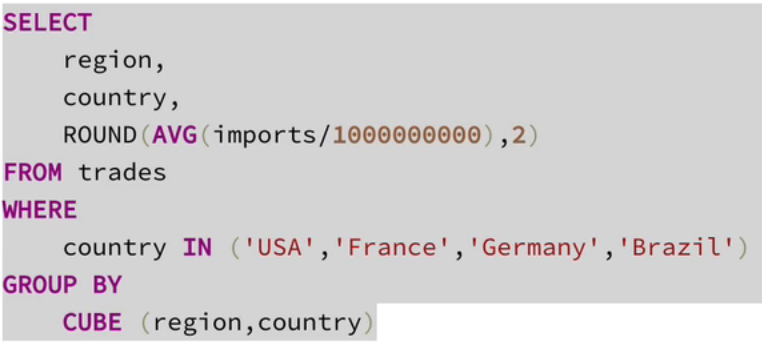 SELECT
    region,
    country,
    ROUND(AVG(imports/1000000000),2)
FROM trades
WHERE
    country IN ('USA','France','Germany','Brazil')
GROUP BY
    CUBE (region,country)